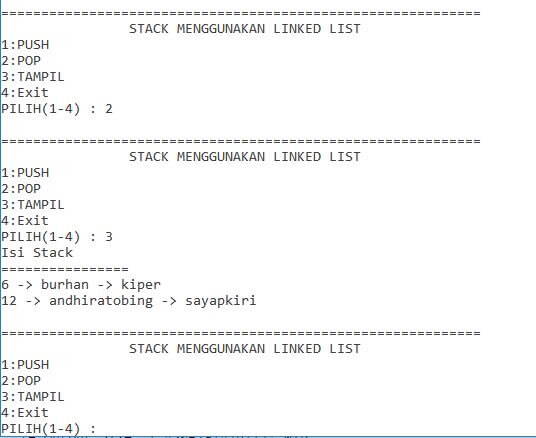 ============================================================
STACK MENGGUNAKAN LINKED LIST
1:PUSH
2:POP
3:TAMPIL
4:Exit
PILIH(1-4) : 2
============================================================
STACK MENGGUNAKAN LINKED LIST
1:PUSH
2:POP
3:TAMPIL
4:Exit
PILIH(1-4) : 3
Isi Stack
================
6 -> burhan -> kiper
12 -> andhiratobing -> sayapkiri
============================================================
STACK MENGGUNAKAN LINKED LIST
1:PUSH
2:POP
3:TAMPIL
4:Exit
PILIH(1-4) :